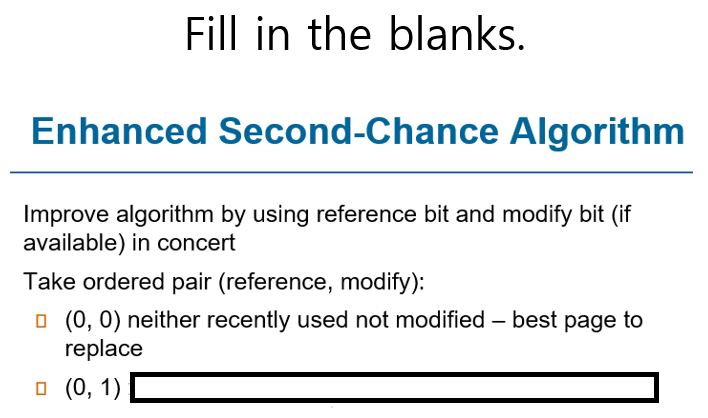 Fill in the blanks.
Enhanced Second-Chance Algorithm
Improve algorithm by using reference bit and modify bit (if
available) in concert
Take ordered pair (reference, modify):
(0, 0) neither recently used not modified – best page to
replace
(0, 1)